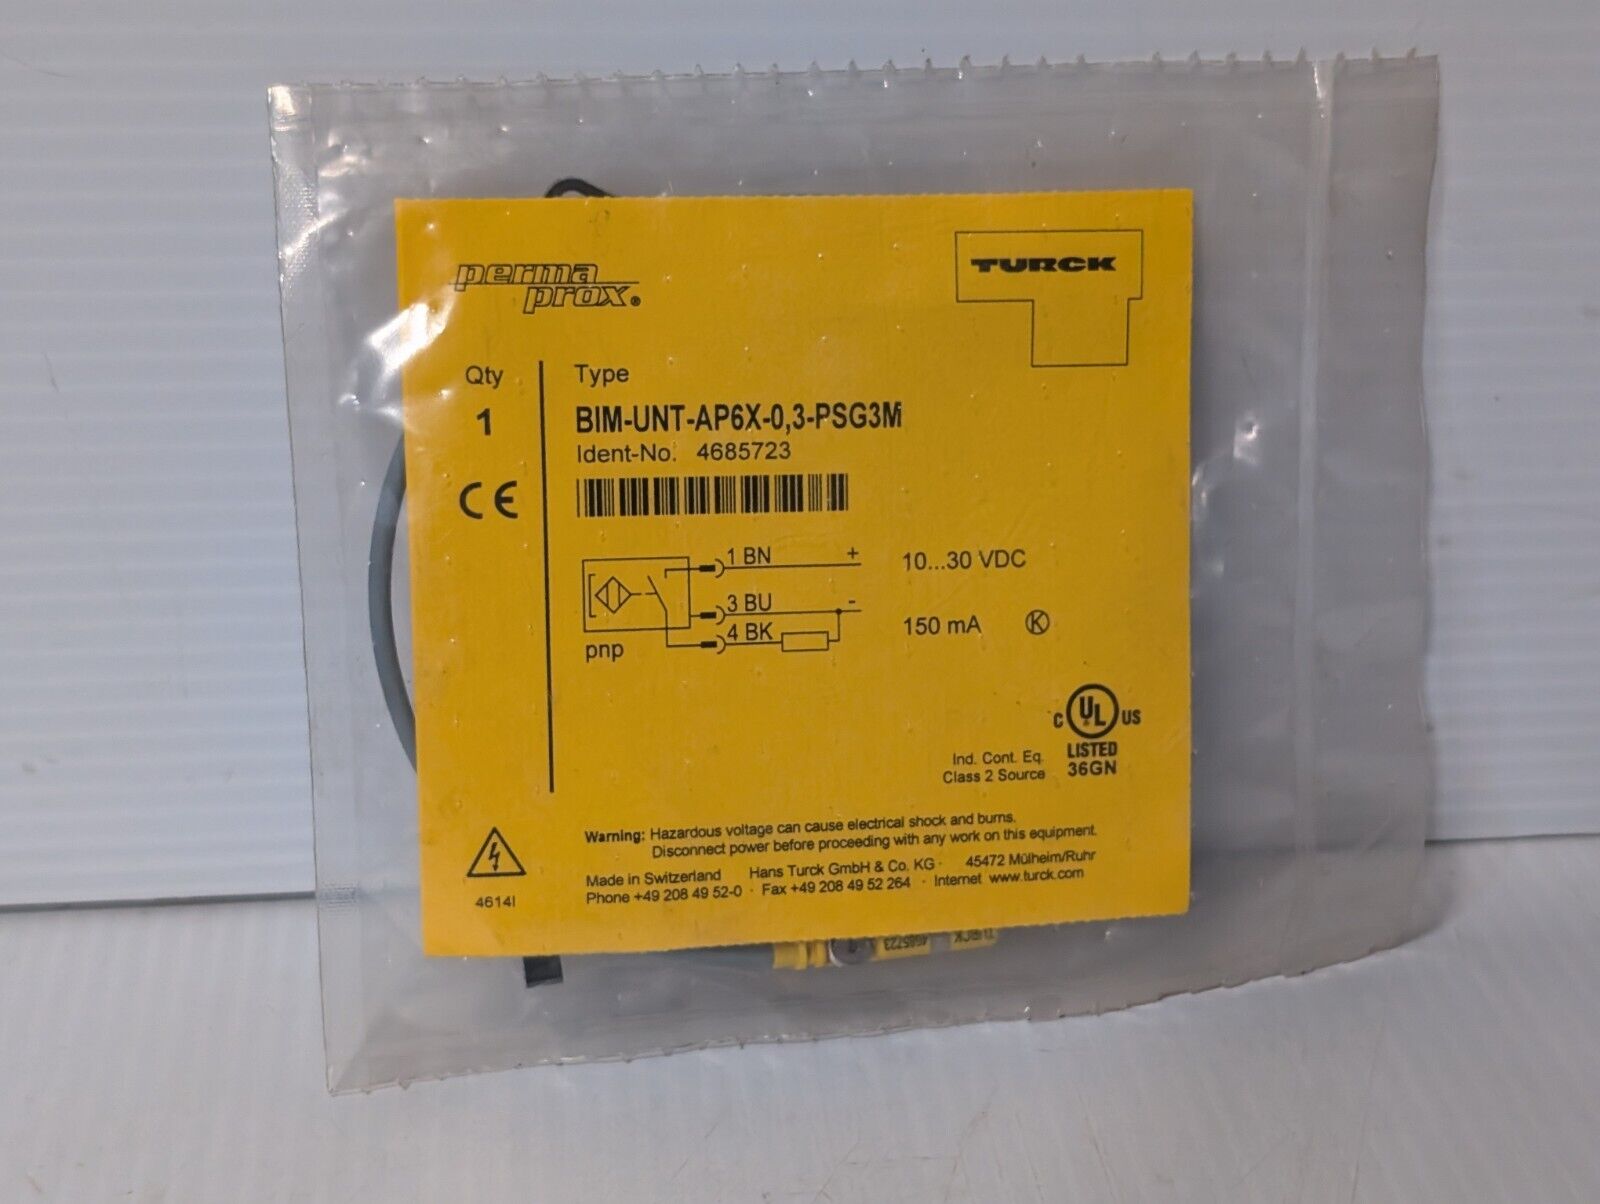 perma
prox®
TURCK
Qty
1
Type
BIM-UNT-AP6X-0,3-PSG3M
Ident-No. 4685723
CE
1 BN +
3 BU -
4 BK
pnp
10...30 VDC
150 mA K
C UL US
LISTED
36GN
Ind. Cont. Eq.
Class 2 Source
Warning: Hazardous voltage can cause electrical shock and burns.
Disconnect power before proceeding with any work on this equipment.
Made in Switzerland Hans Turck GmbH & Co. KG · 45472 Mülheim/Ruhr
Phone +49 208 49 52-0 · Fax +49 208 49 52 264 · Internet www.turck.com
4614I
TURCK
4685723